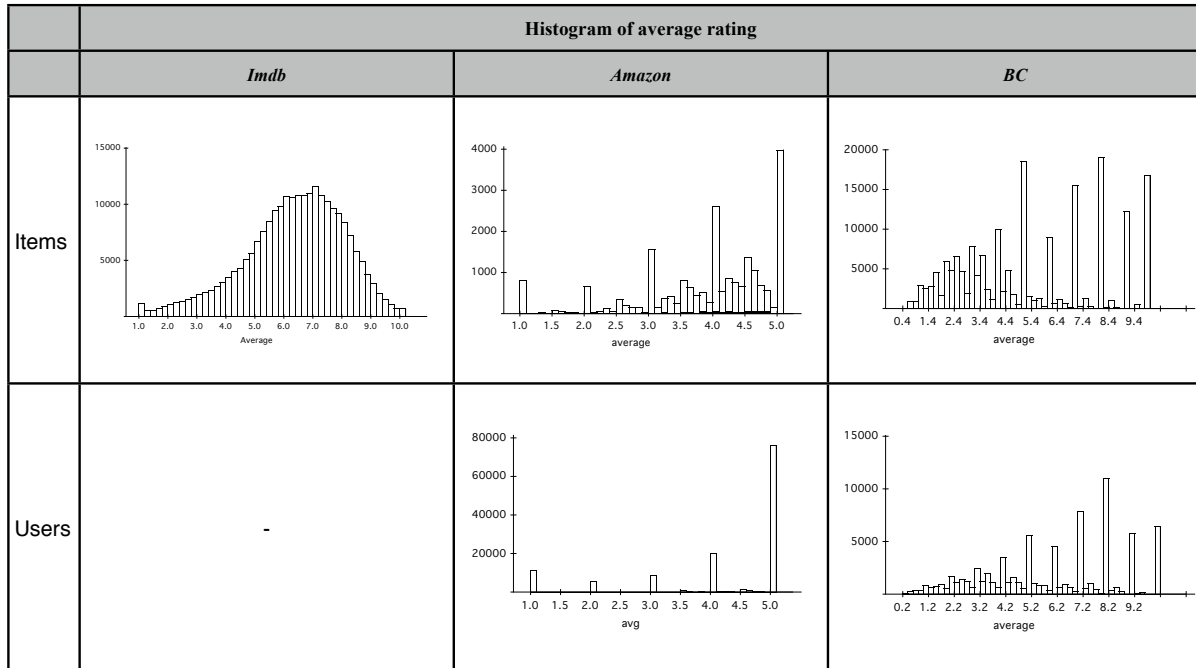 Histogram of average rating
Imdb Amazon BC
Items
15000
10000
5000
1.0 2.0 3.0 4.0 5.0 6.0 7.0 8.0 9.0 10.0
Average
4000
3000
2000
1000
1.0 1.5 2.0 2.5 3.0 3.5 4.0 4.5 5.0
average
20000
15000
10000
5000
0.4 1.4 2.4 3.4 4.4 5.4 6.4 7.4 8.4 9.4
average
Users
-
80000
60000
40000
20000
1.0 1.5 2.0 2.5 3.0 3.5 4.0 4.5 5.0
avg
15000
10000
5000
0.2 1.2 2.2 3.2 4.2 5.2 6.2 7.2 8.2 9.2
average